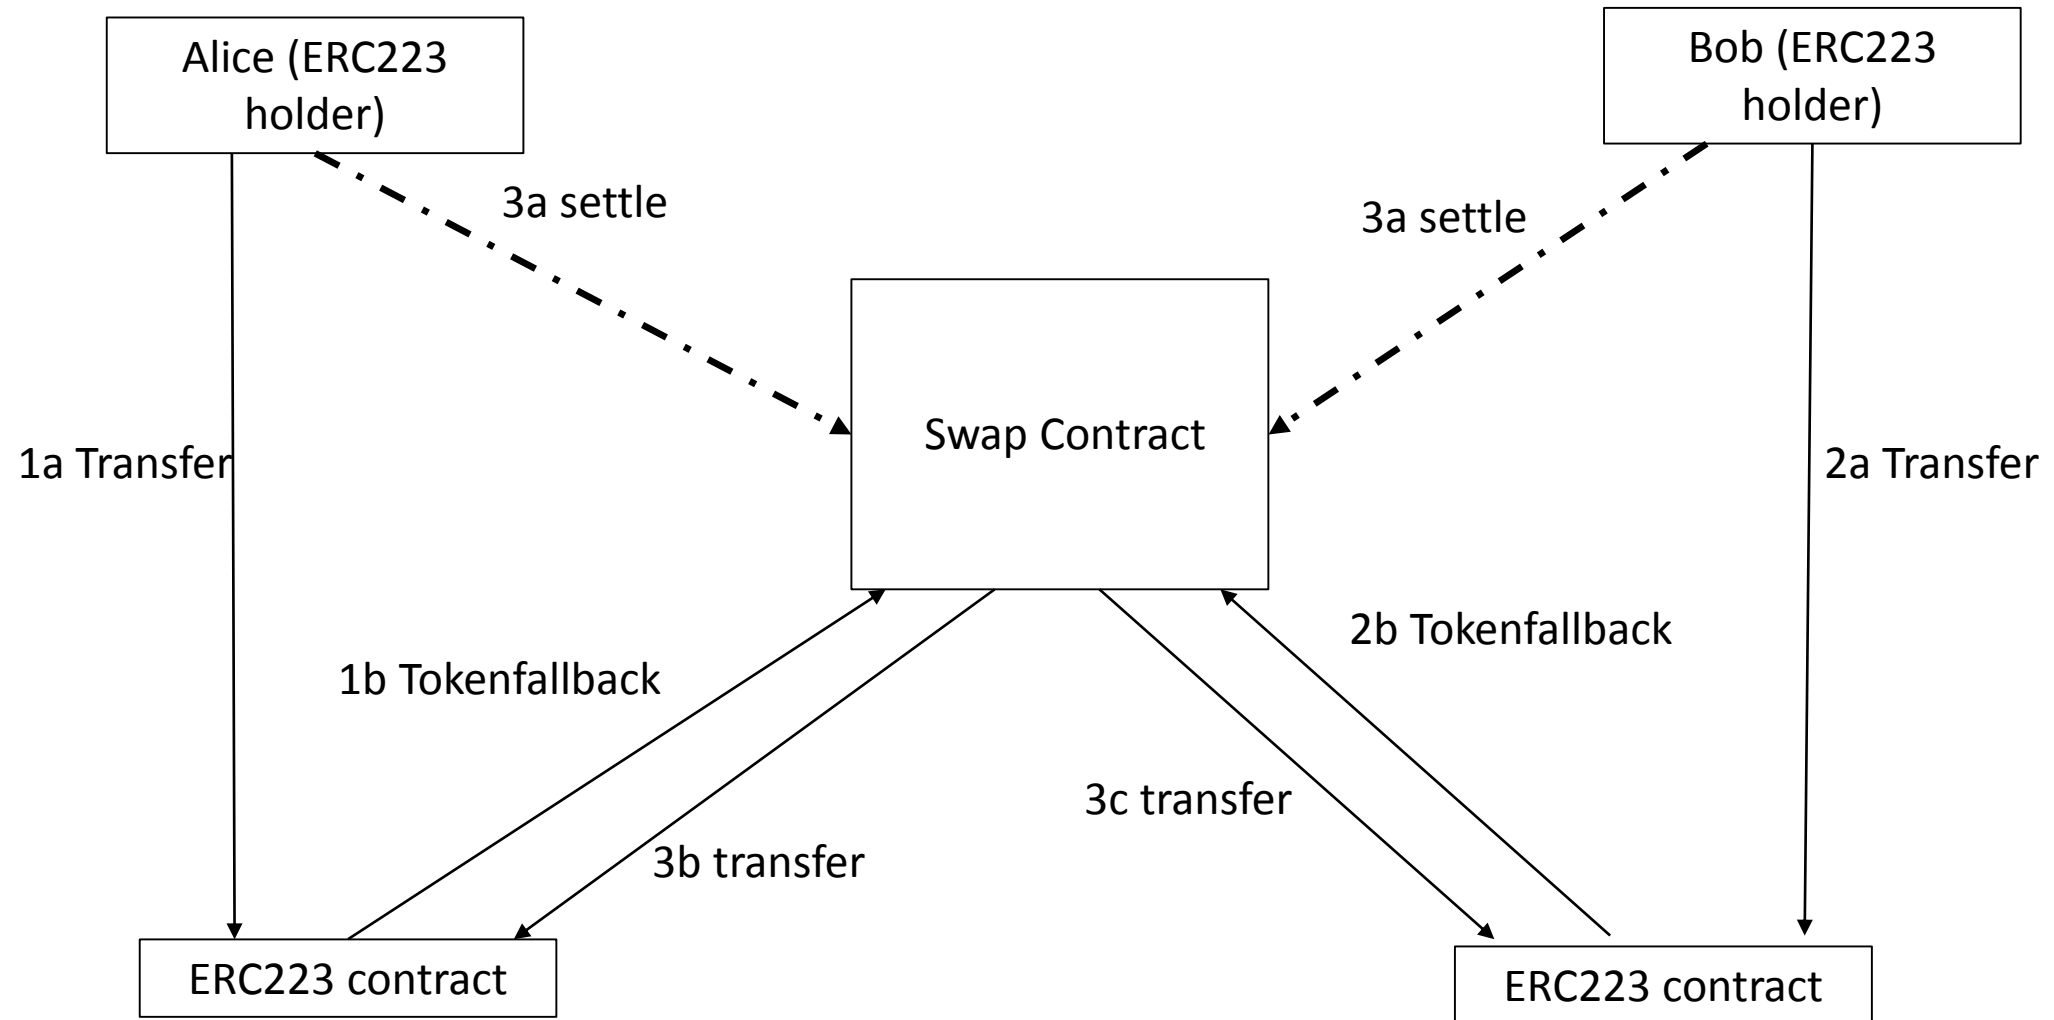 Alice (ERC223
holder)
Bob (ERC223
holder)
3a settle
3a settle
Swap Contract
1a Transfer
2a Transfer
1b Tokenfallback
2b Tokenfallback
3b transfer
3c transfer
ERC223 contract
ERC223 contract